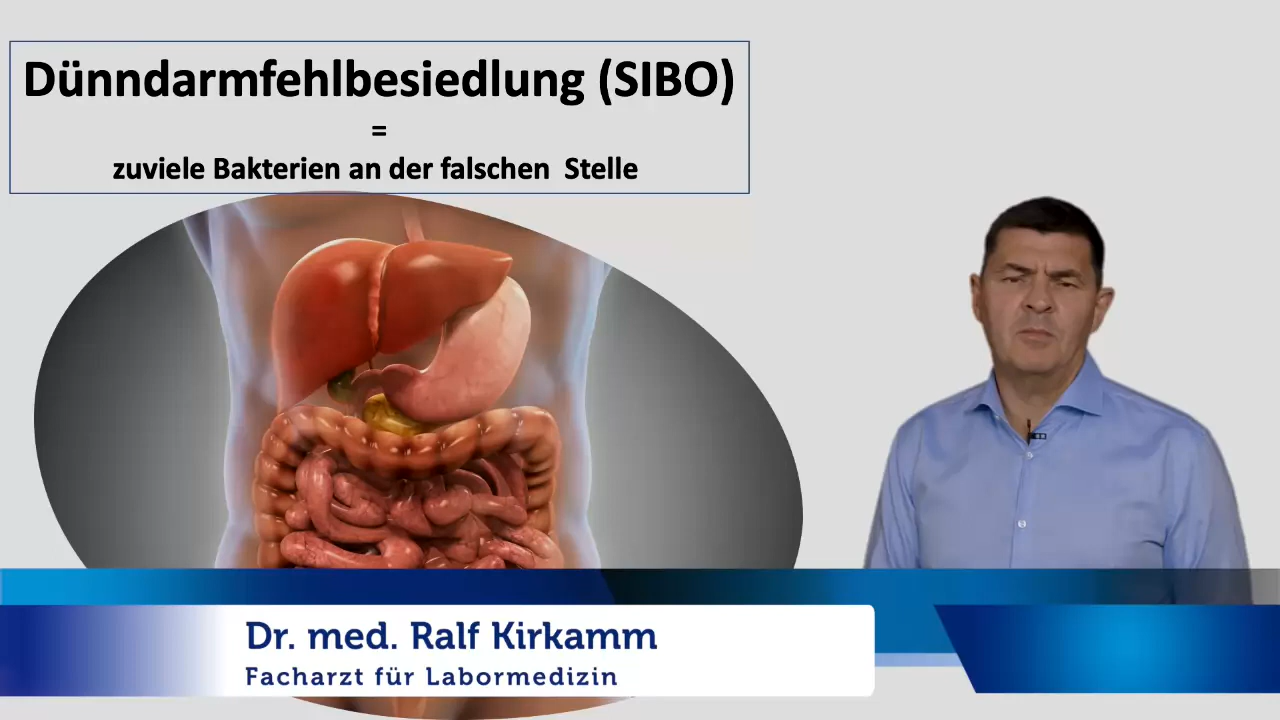 Dünndarmfehlbesiedlung (SIBO)
=
zuviele Bakterien an der falschen Stelle
Dr. med. Ralf Kirkamm
Facharzt für Labormedizin